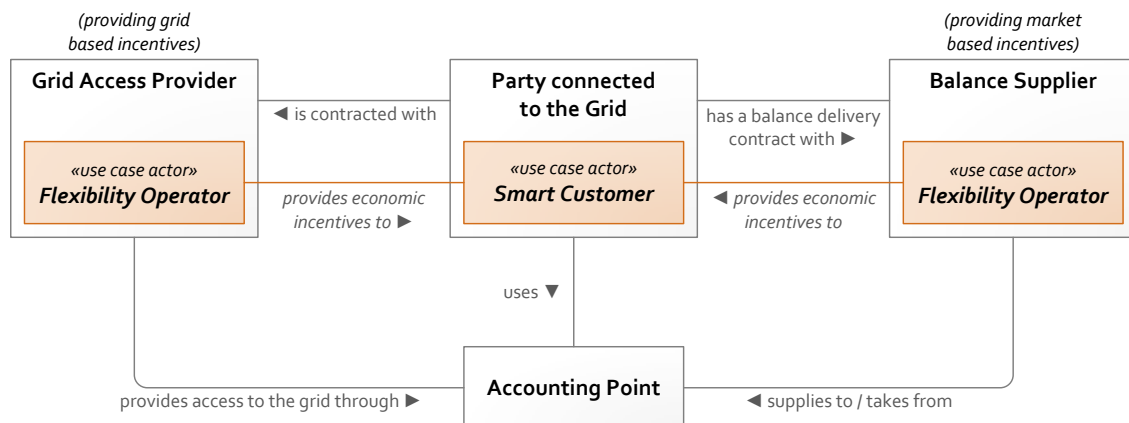 (providing grid
based incentives)
(providing market
based incentives)
Grid Access Provider
Party connected
to the Grid
Balance Supplier
◄ is contracted with
has a balance delivery
contract with ►
«use case actor»
Flexibility Operator
«use case actor»
Smart Customer
«use case actor»
Flexibility Operator
provides economic
incentives to ►
◄ provides economic
incentives to
uses ▼
Accounting Point
provides access to the grid through ►
◄ supplies to / takes from